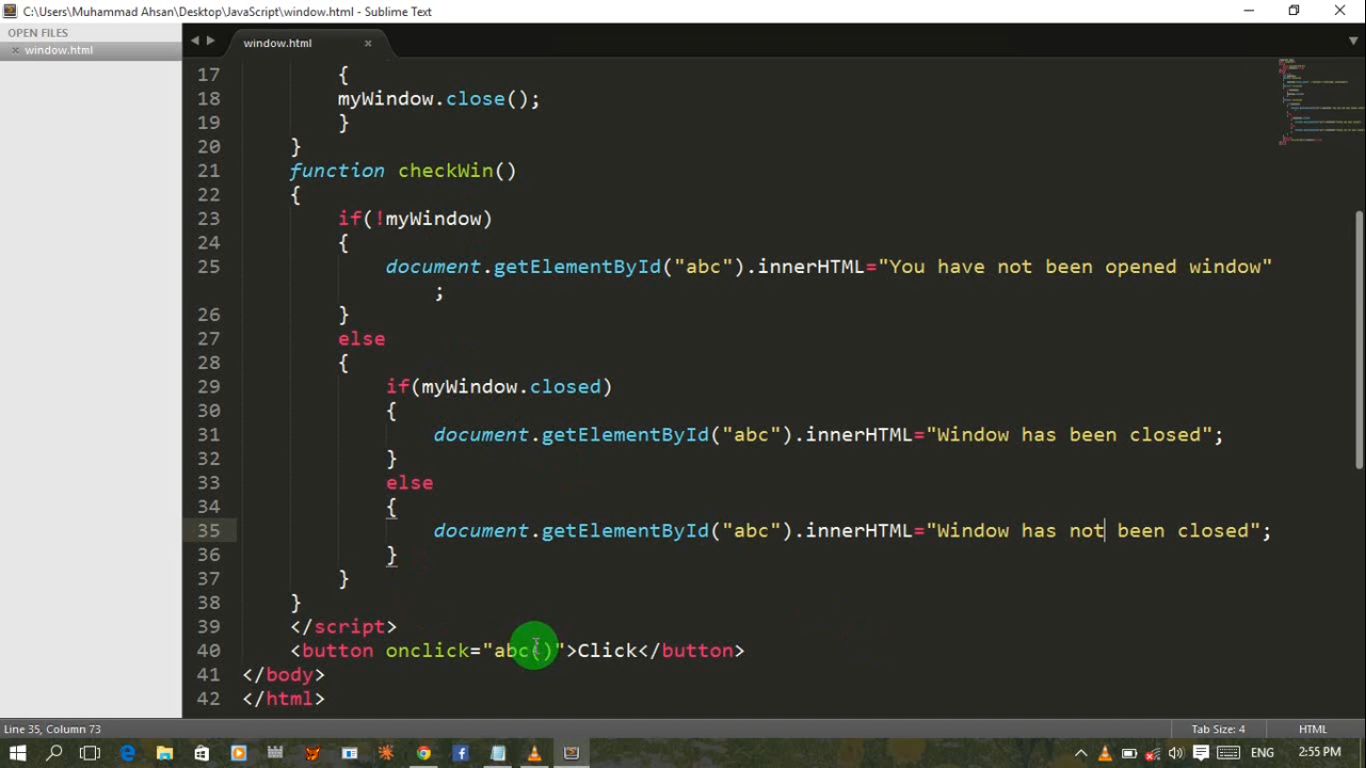 C:\Users\Muhammad Ahsan\Desktop\JavaScript\window.html - Sublime Text
OPEN FILES
window.html
window.html
17 {
18 myWindow.close();
19 }
20 }
21 function checkWin()
22 {
23 if(!myWindow)
24 {
25 document.getElementById("abc").innerHTML="You have not been opened window"
;
26 }
27 else
28 {
29 if(myWindow.closed)
30 {
31 document.getElementById("abc").innerHTML="Window has been closed";
32 }
33 else
34 {
35 document.getElementById("abc").innerHTML="Window has not been closed";
36 }
37 }
38 }
39 </script>
40 <button onclick="abc()">Click</button>
41 </body>
42 </html>
Line 35, Column 73
Tab Size: 4
HTML
ENG
2:55 PM